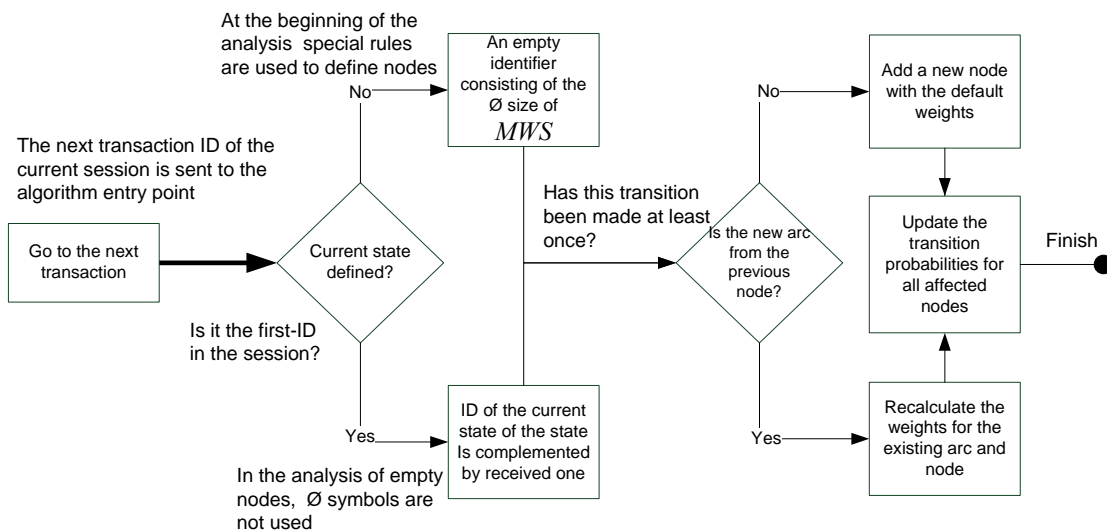 At the beginning of the
analysis special rules
are used to define nodes
No
An empty
identifier
consisting of the
Ø size of
MWS
The next transaction ID of the
current session is sent to the
algorithm entry point
Go to the next
transaction
Current state
defined?
Is it the first-ID
in the session?
Yes
In the analysis of empty
nodes, Ø symbols are
not used
ID of the current
state of the state
Is complemented
by received one
Has this transition
been made at least
once?
Is the new arc
from the
previous
node?
No
Add a new node
with the default
weights
Update the
transition
probabilities for
all affected
nodes
Finish
Yes
Recalculate the
weights for the
existing arc and
node